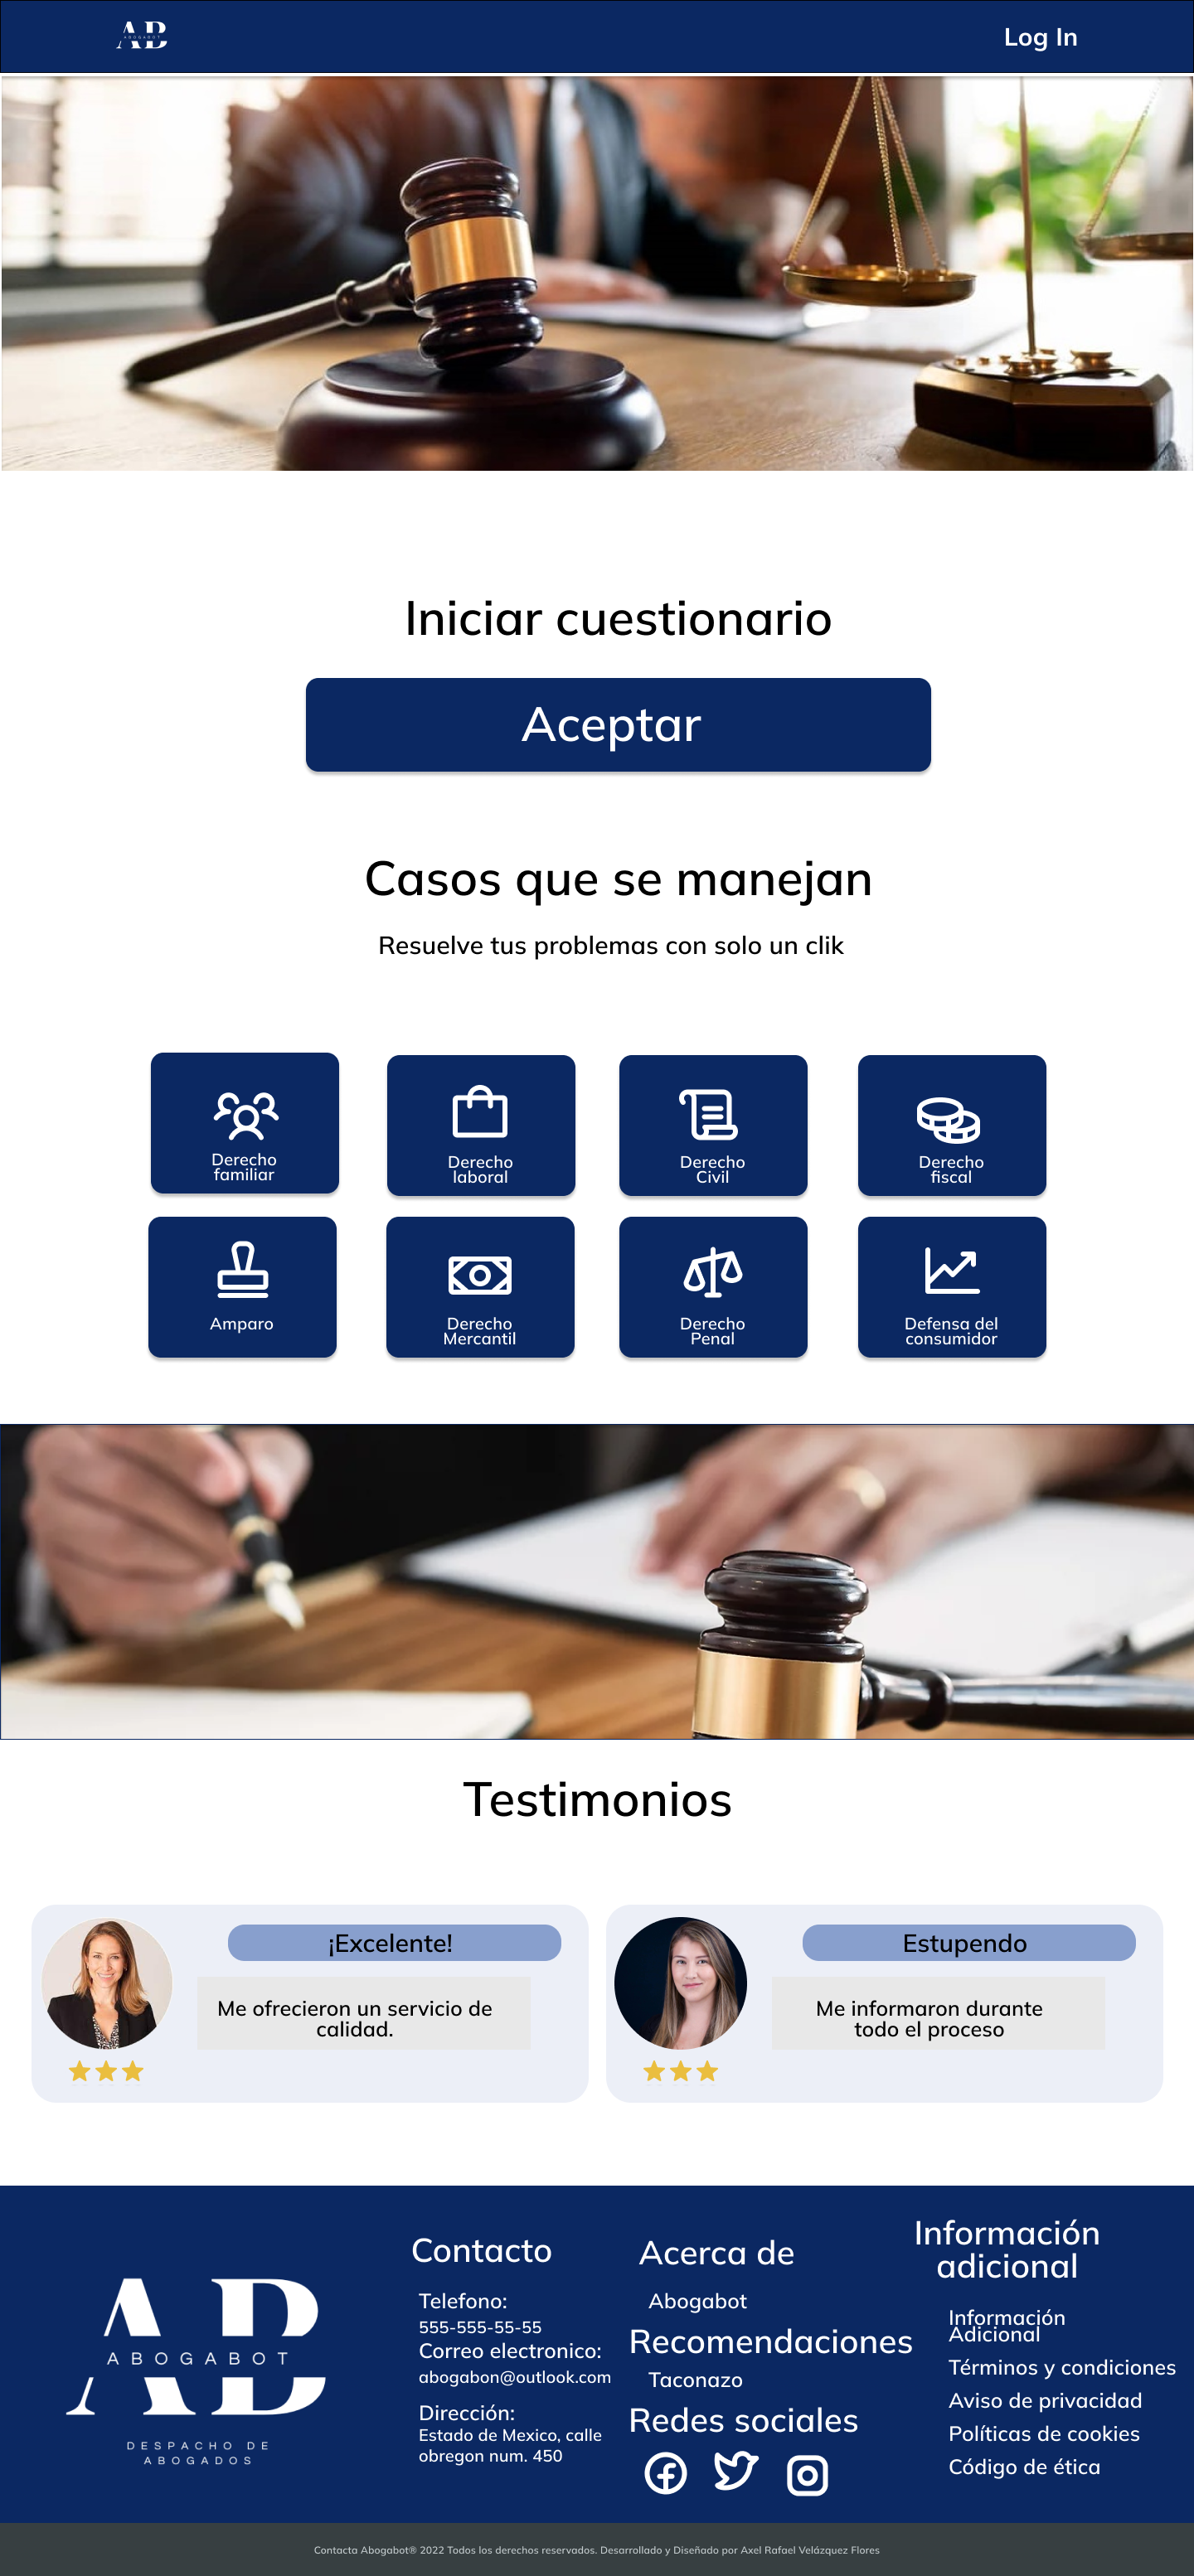 ABOGABOT
Log In
Iniciar cuestionario
Aceptar
Casos que se manejan
Resuelve tus problemas con solo un clik
Derecho
familiar
Derecho
laboral
Derecho
Civil
Derecho
fiscal
Amparo
Derecho
Mercantil
Derecho
Penal
Defensa del
consumidor
Testimonios
¡Excelente!
Me ofrecieron un servicio de
calidad.
Estupendo
Me informaron durante
todo el proceso
AB
ABOGABOT
DESPACHO DE
ABOGADOS
Contacto
Telefono:
555-555-55-55
Correo electronico:
abogabon@outlook.com
Dirección:
Estado de Mexico, calle
obregon num. 450
Acerca de
Abogabot
Recomendaciones
Taconazo
Redes sociales
Información
adicional
Información
Adicional
Términos y condiciones
Aviso de privacidad
Políticas de cookies
Código de ética
Contacta Abogabot® 2022 Todos los derechos reservados. Desarrollado y Diseñado por Axel Rafael Velázquez Flores